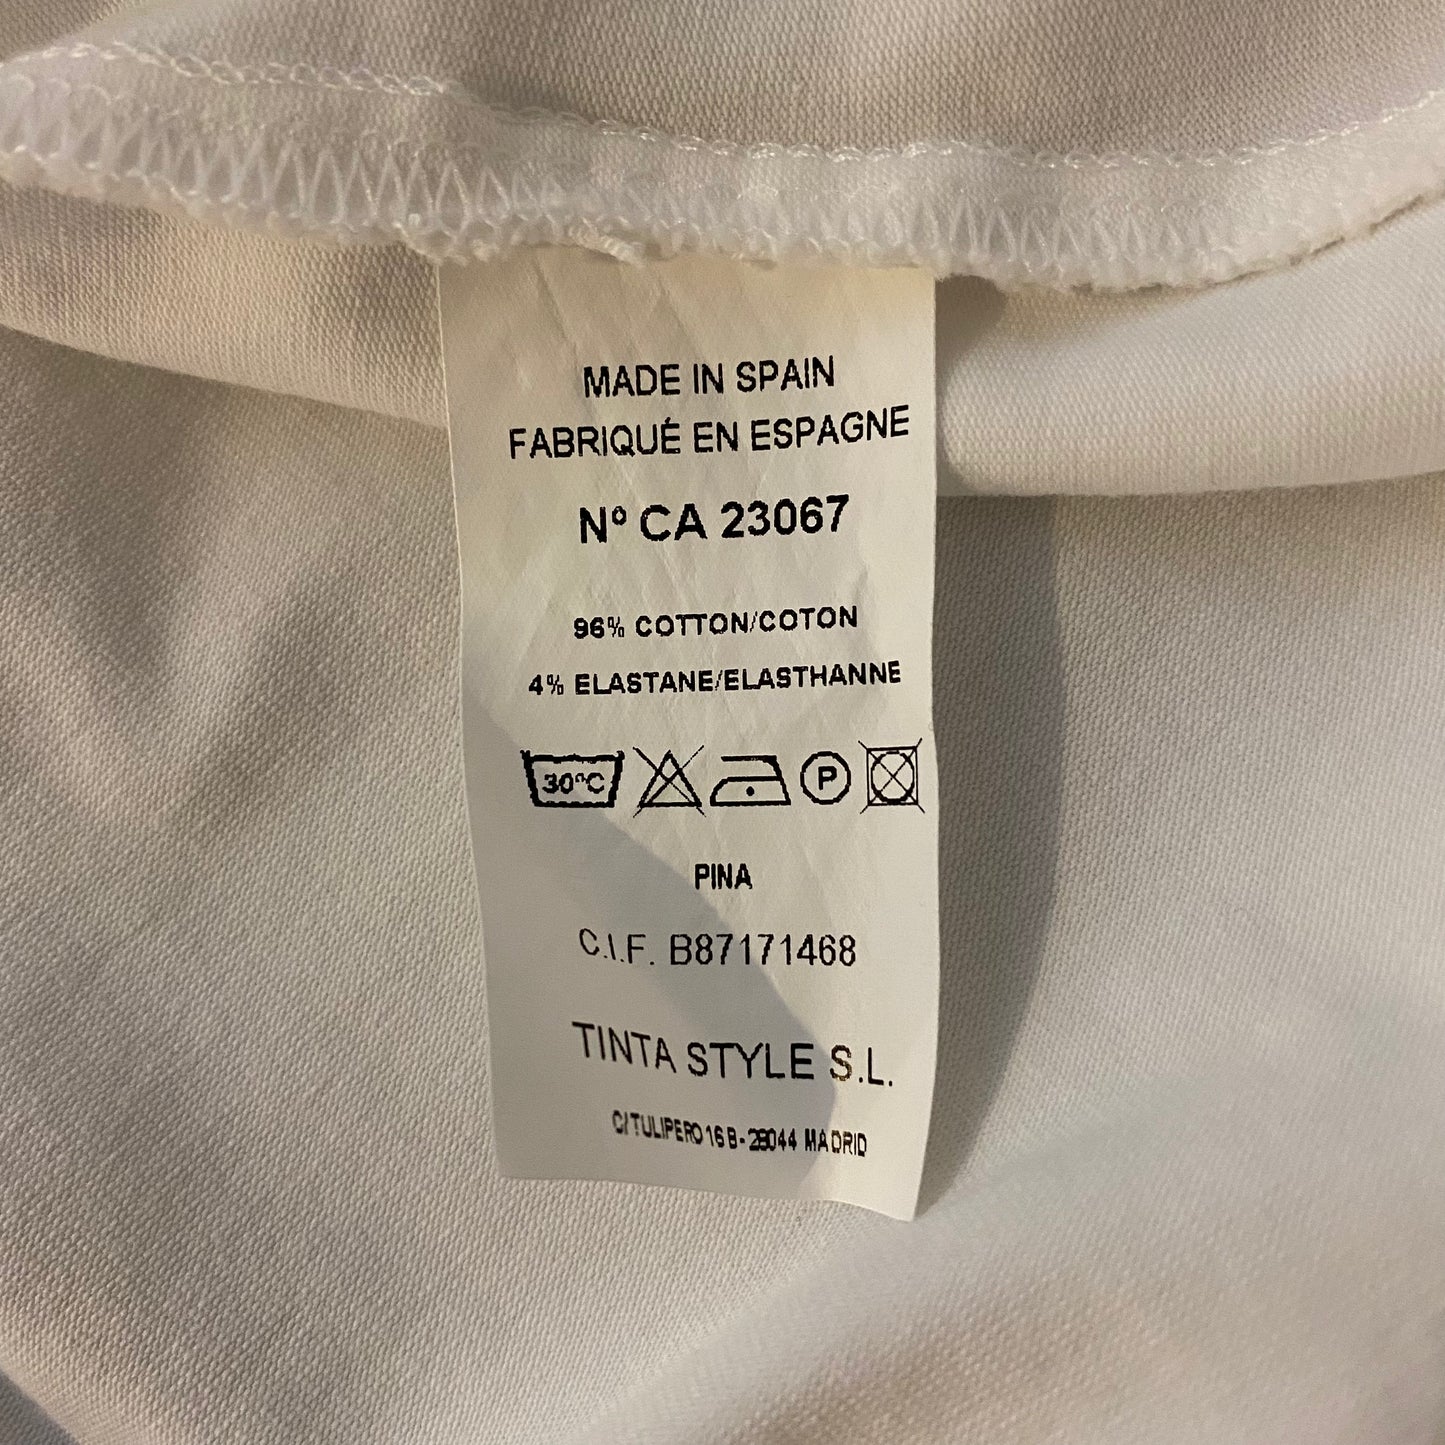 MADE IN SPAIN
FABRIQUÉ EN ESPAGNE
Nº CA 23067
96% COTTON/COTON
4% ELASTANE/ELASTHANNE
30ºC P
PINA
C.I.F. B87171468
TINTA STYLE S.L.
C/TULIPERO 16 B - 28044 MADRID